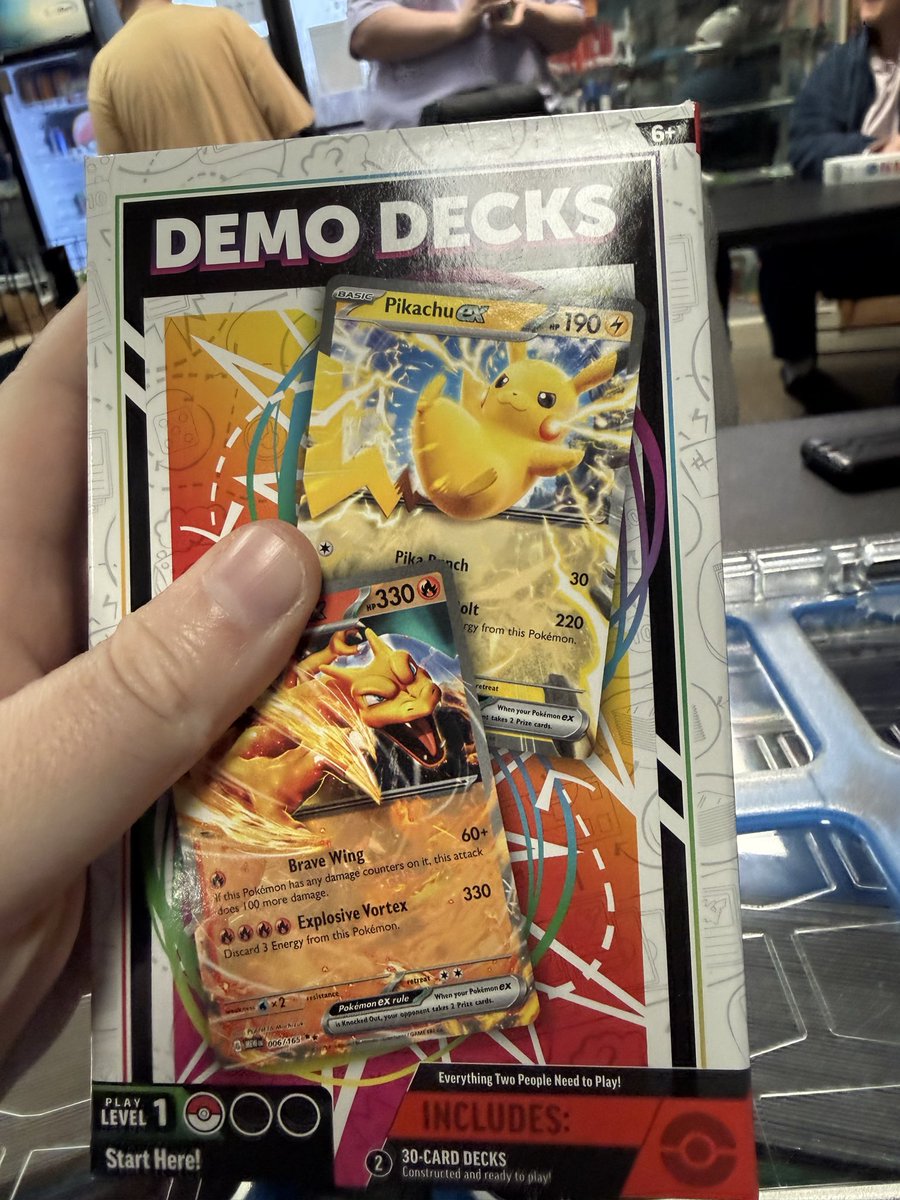 6+
DEMO DECKS
BASIC Pikachu ex HP 190
Pika Punch 30
Bolt 220
rgy from this Pokémon.
retreat
When your Pokémon ex
takes 2 Prize cards.
HP 330
Brave Wing 60+
If this Pokémon has any damage counters on it, this attack
does 100 more damage.
Explosive Vortex 330
Discard 3 Energy from this Pokémon.
weakness ×2 resistance retreat
Pokémon ex rule When your Pokémon ex
is Knocked Out, your opponent takes 2 Prize cards.
006/165
PLAY
LEVEL 1
Start Here!
Everything Two People Need to Play!
INCLUDES:
2 30-CARD DECKS
Constructed and ready to play!